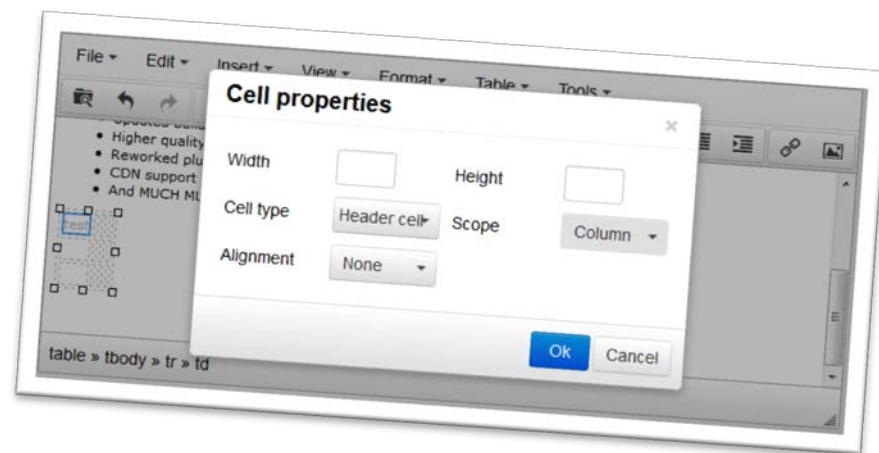 File Edit Insert View Format Table Tools
Cell properties
Higher quality
Reworked
CDN support
And MUCH
test
Width
Height
Cell type Header cell
Scope Column
Alignment None
Ok Cancel
table » tbody » tr » td